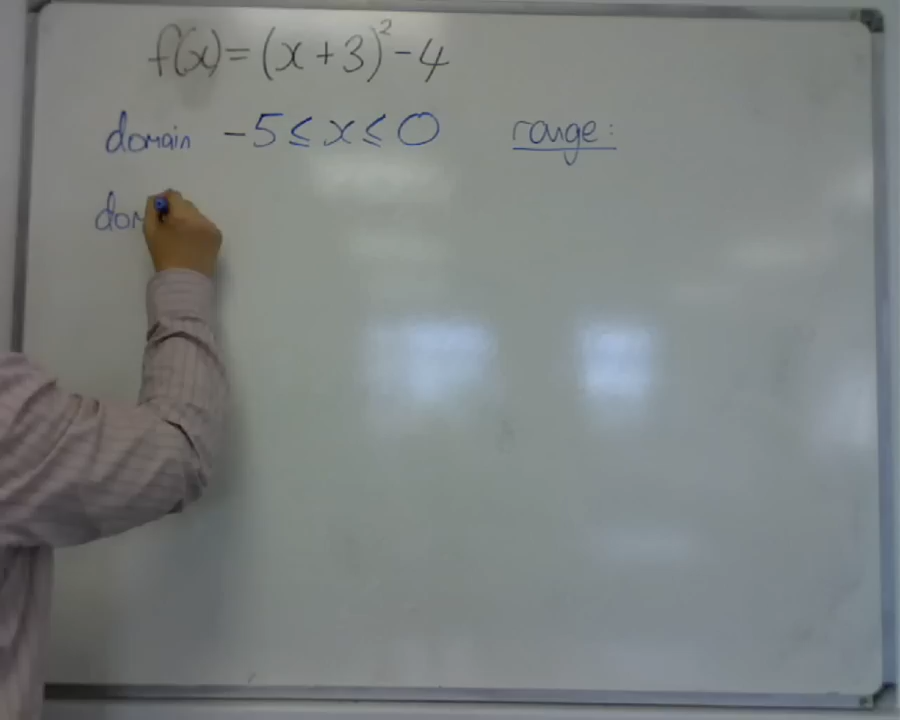 f(x) = (x+3)² - 4
domain -5 ≤ x ≤ 0 range:
dom